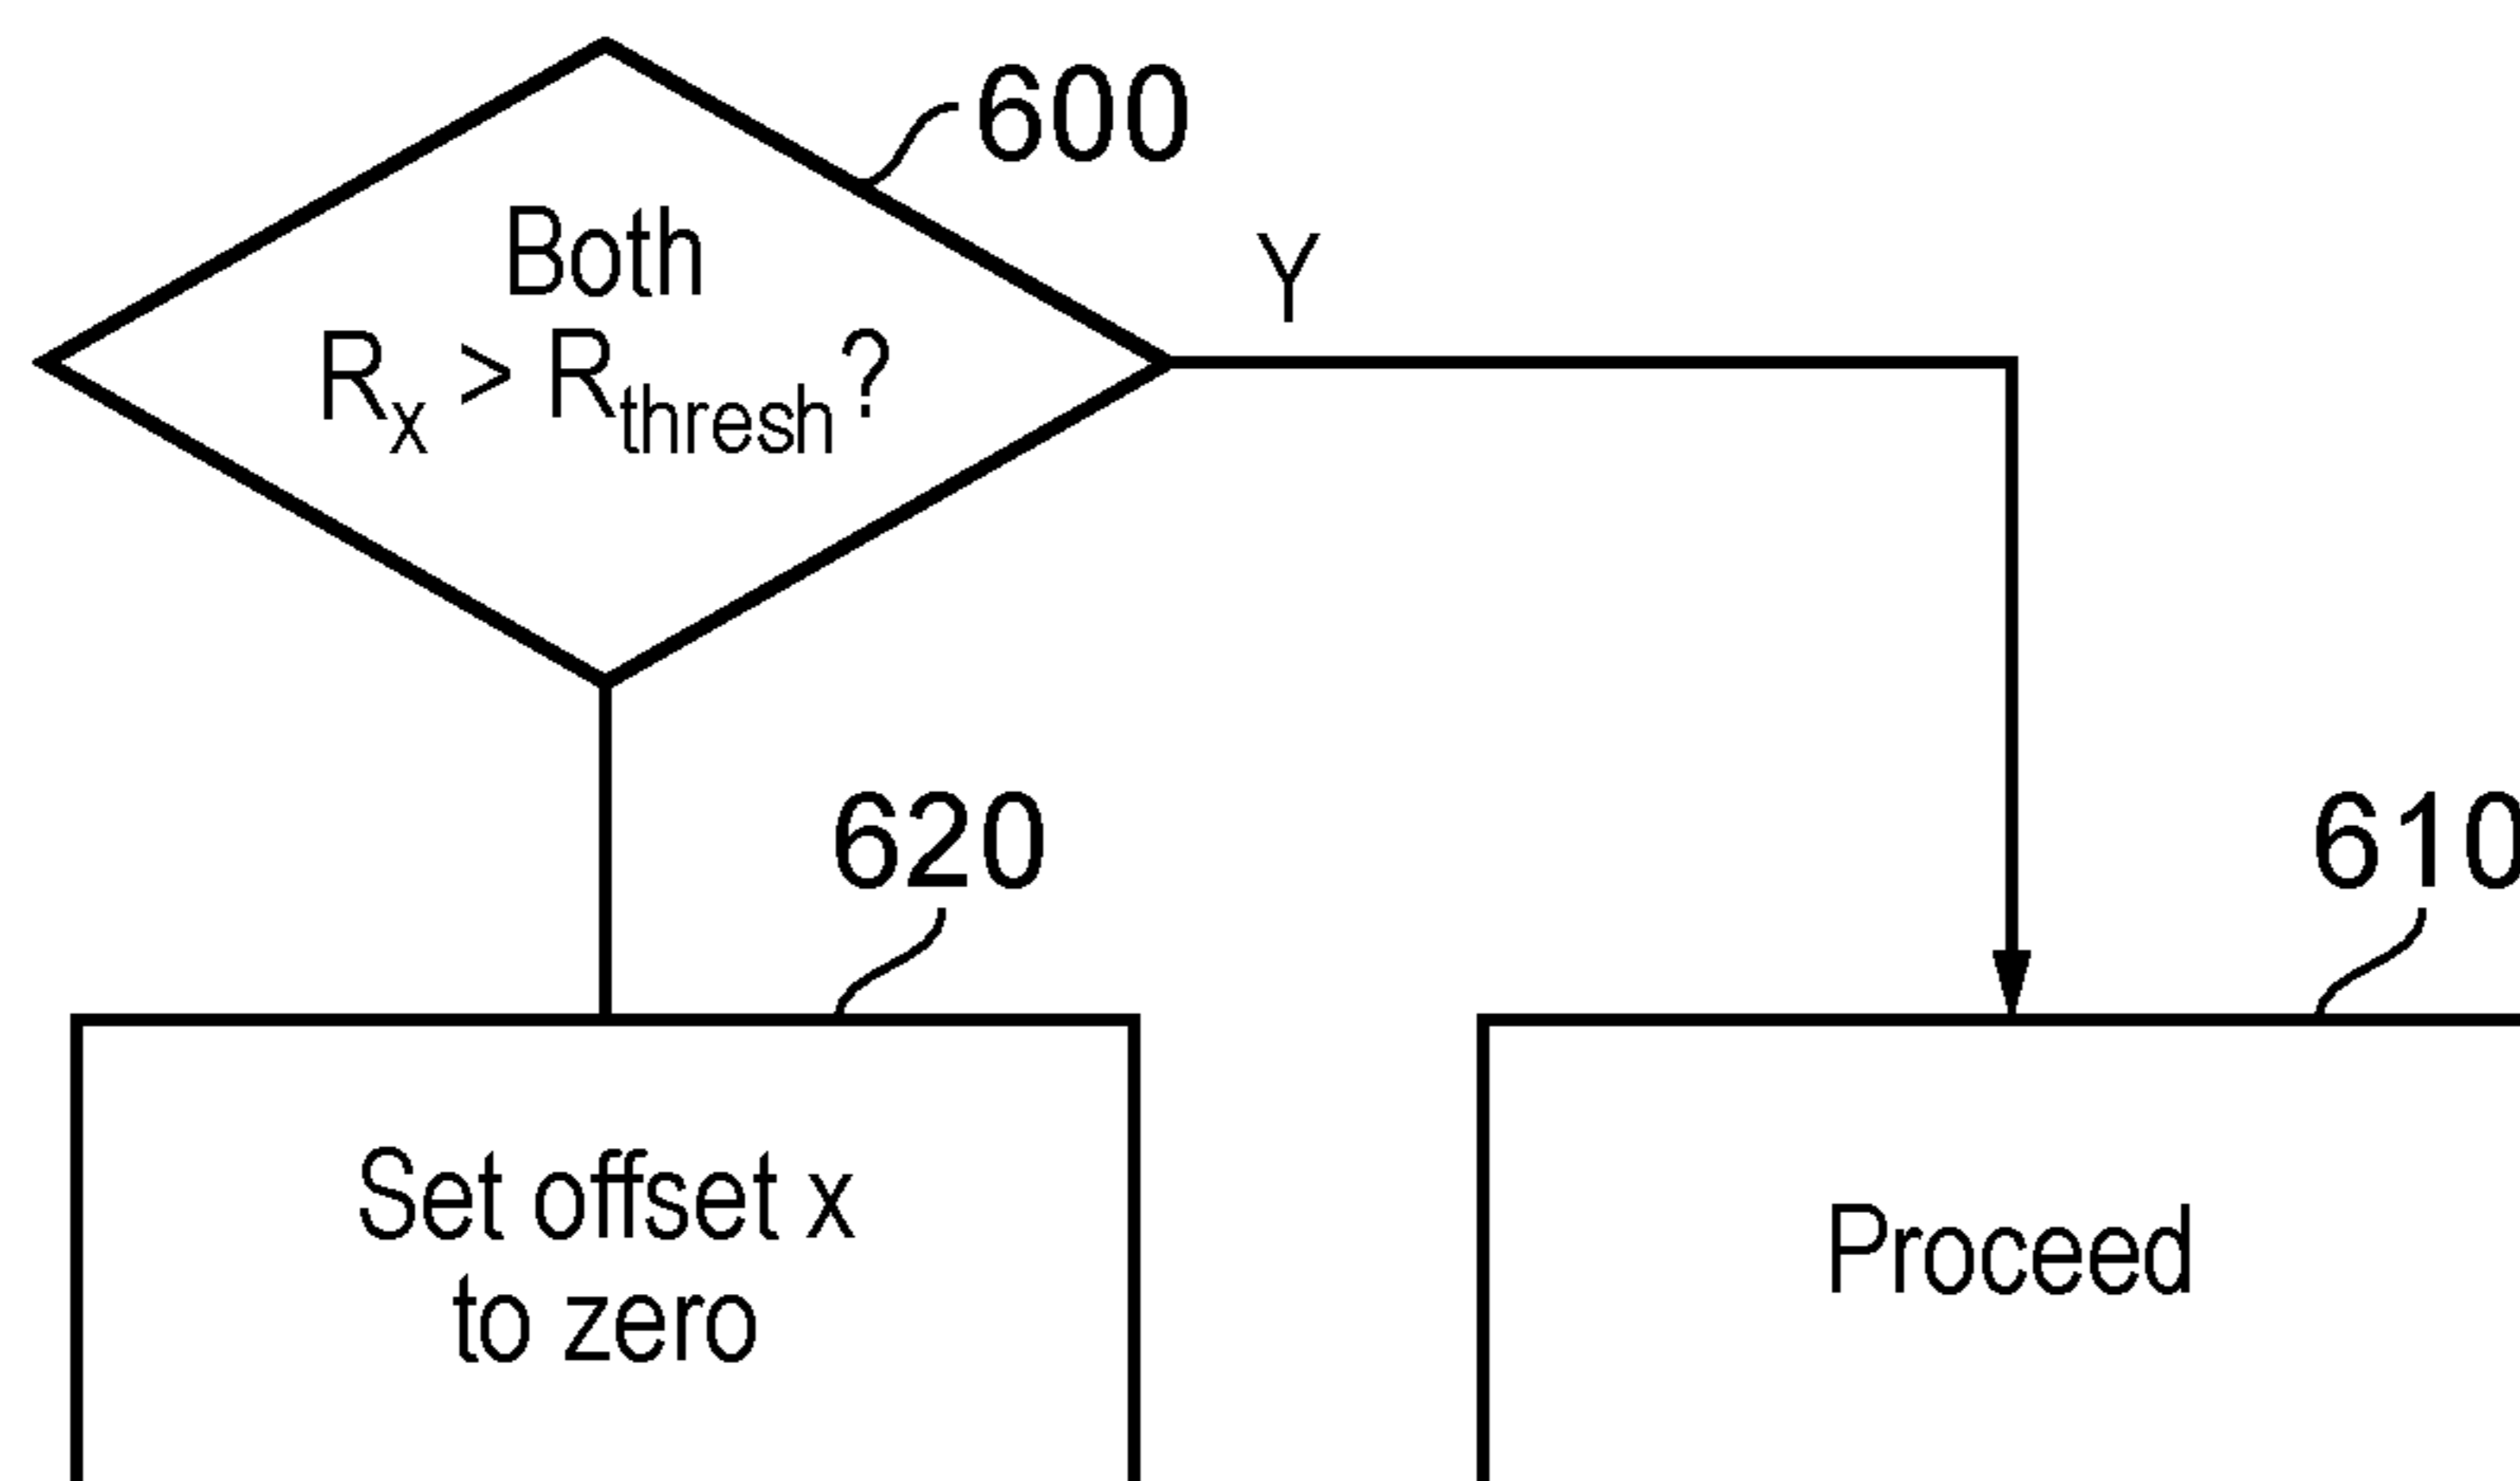 600
Both
Rx > Rthresh?
Y
620
610
Set offset x
to zero
Proceed